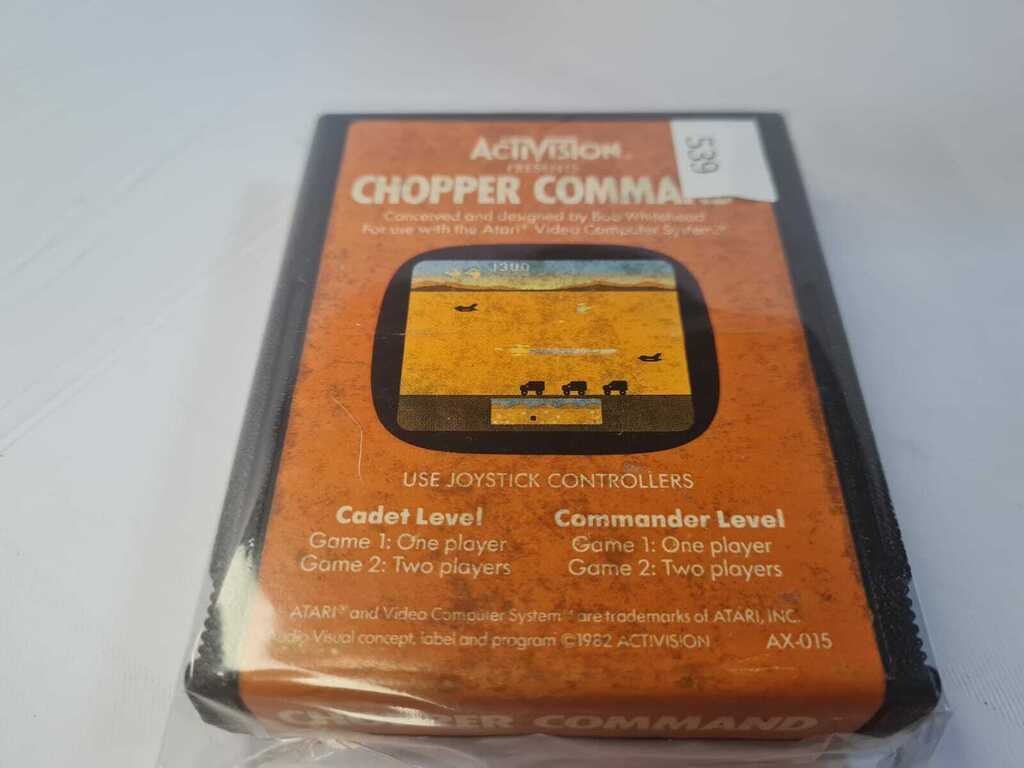 539
ACTIVISION
PRESENTS
CHOPPER COMMAND
Conceived and designed by Bob Whitehead
For use with the Atari® Video Computer System™
1300
USE JOYSTICK CONTROLLERS
Cadet Level
Game 1: One player
Game 2: Two players
Commander Level
Game 1: One player
Game 2: Two players
ATARI® and Video Computer System™ are trademarks of ATARI, INC.
Audio Visual concept, label and program ©1982 ACTIVISION
AX-015
CHOPPER COMMAND